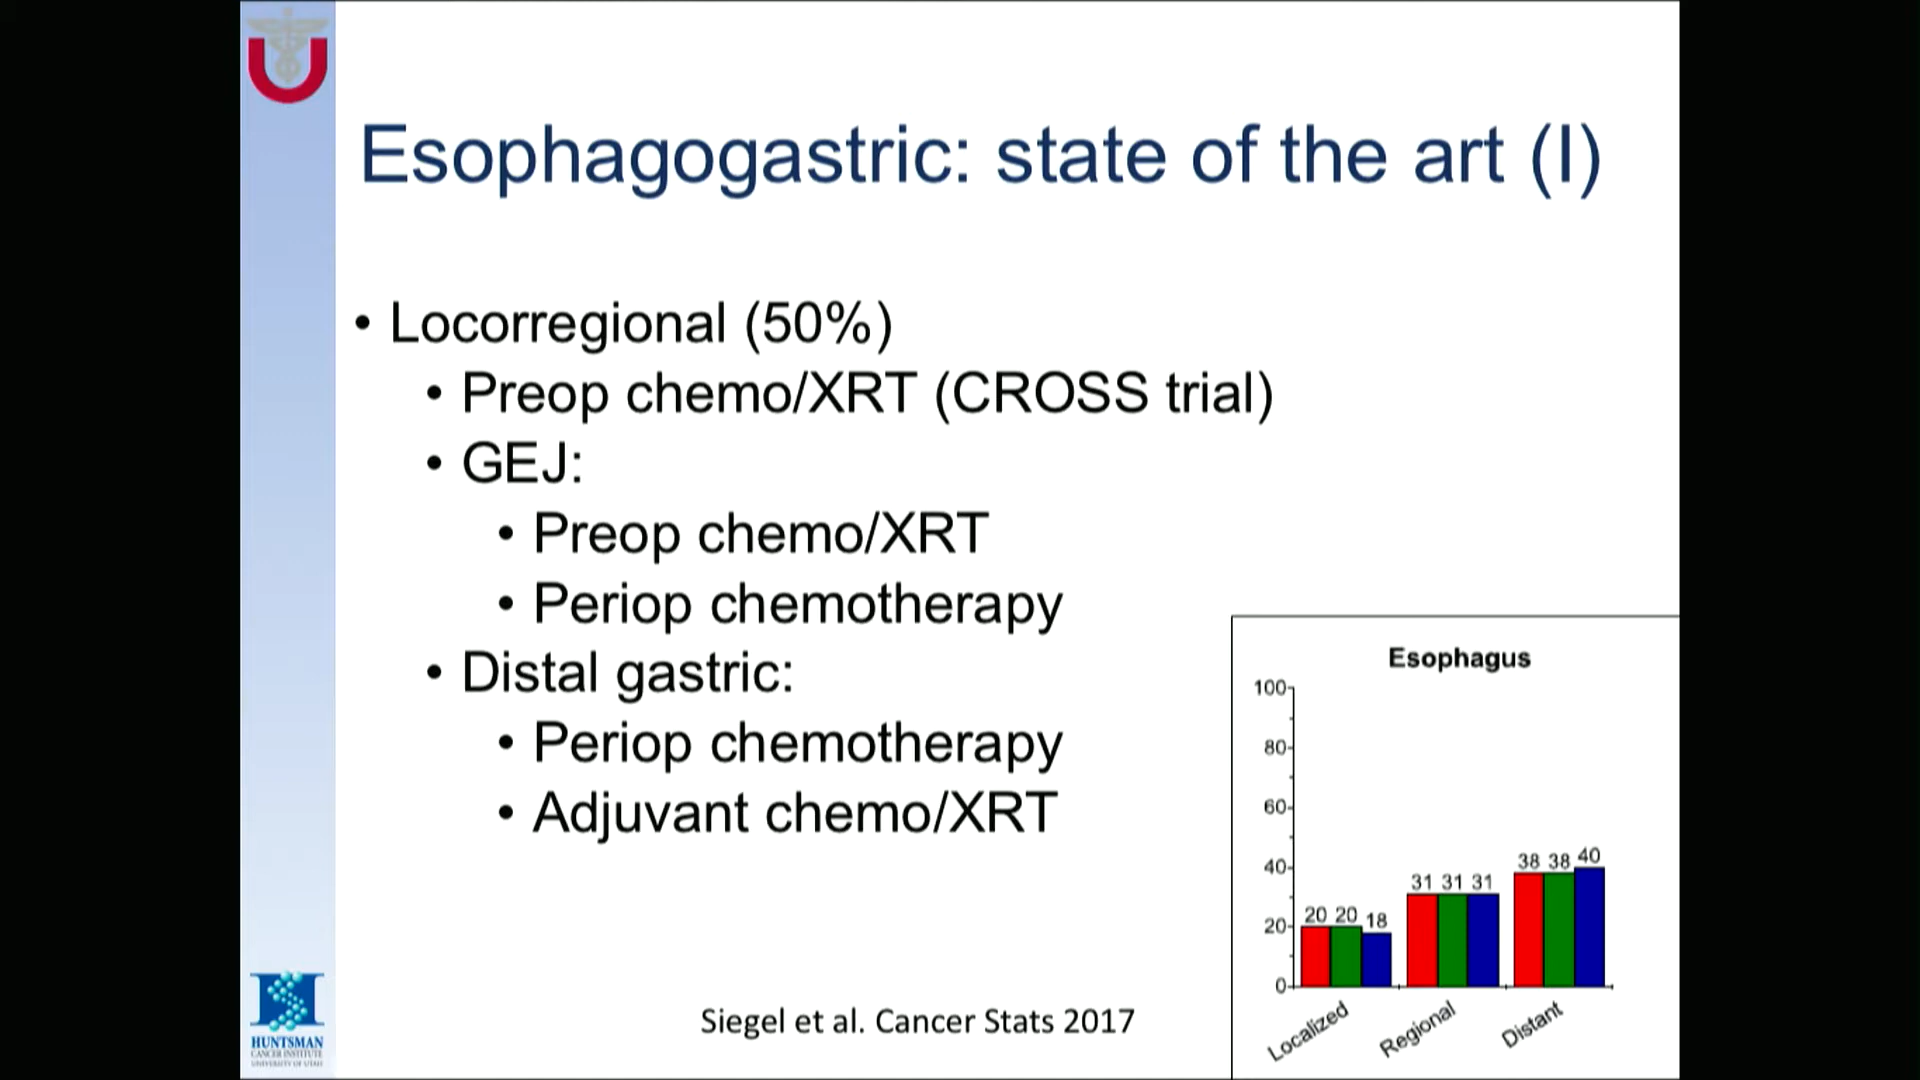 U
Esophagogastric: state of the art (I)
• Locorregional (50%)
• Preop chemo/XRT (CROSS trial)
• GEJ:
• Preop chemo/XRT
• Periop chemotherapy
• Distal gastric:
• Periop chemotherapy
• Adjuvant chemo/XRT
Siegel et al. Cancer Stats 2017
Esophagus
100
80
60
40
20
0
20 20 18
31 31 31
38 38 40
Localized
Regional
Distant
HUNTSMAN
CANCER INSTITUTE
UNIVERSITY OF UTAH